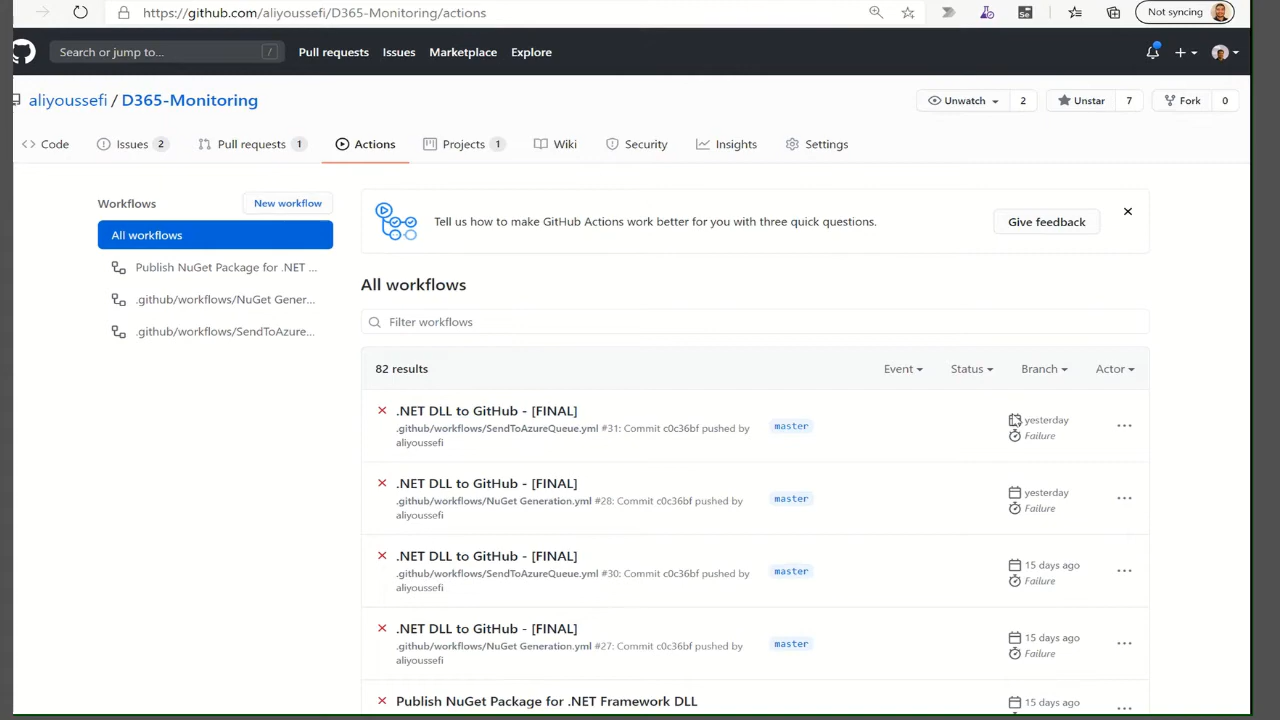 https://github.com/aliyoussefi/D365-Monitoring/actions
Not syncing
Search or jump to...
/
Pull requests
Issues
Marketplace
Explore
aliyoussefi / D365-Monitoring
Unwatch
2
Unstar
7
Fork
0
Code
Issues 2
Pull requests 1
Actions
Projects 1
Wiki
Security
Insights
Settings
Workflows
New workflow
All workflows
Publish NuGet Package for .NET ...
.github/workflows/NuGet Gener...
.github/workflows/SendToAzure...
Tell us how to make GitHub Actions work better for you with three quick questions.
Give feedback
All workflows
Filter workflows
82 results
Event
Status
Branch
Actor
.NET DLL to GitHub - [FINAL]
.github/workflows/SendToAzureQueue.yml #31: Commit c0c36bf pushed by
aliyoussefi
master
yesterday
Failure
.NET DLL to GitHub - [FINAL]
.github/workflows/NuGet Generation.yml #28: Commit c0c36bf pushed by
aliyoussefi
master
yesterday
Failure
.NET DLL to GitHub - [FINAL]
.github/workflows/SendToAzureQueue.yml #30: Commit c0c36bf pushed by
aliyoussefi
master
15 days ago
Failure
.NET DLL to GitHub - [FINAL]
.github/workflows/NuGet Generation.yml #27: Commit c0c36bf pushed by
aliyoussefi
master
15 days ago
Failure
Publish NuGet Package for .NET Framework DLL
15 days ago